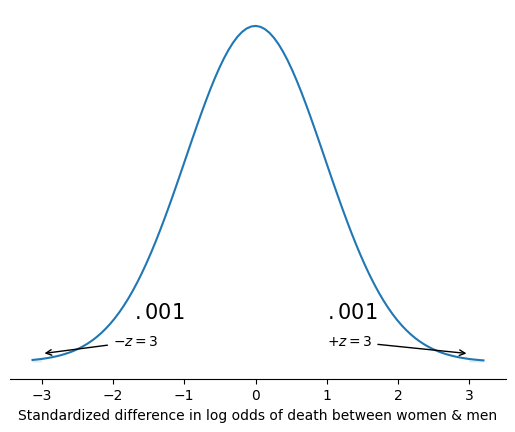 .001 .001
−z = 3 +z = 3
−3 −2 −1 0 1 2 3
Standardized difference in log odds of death between women & men